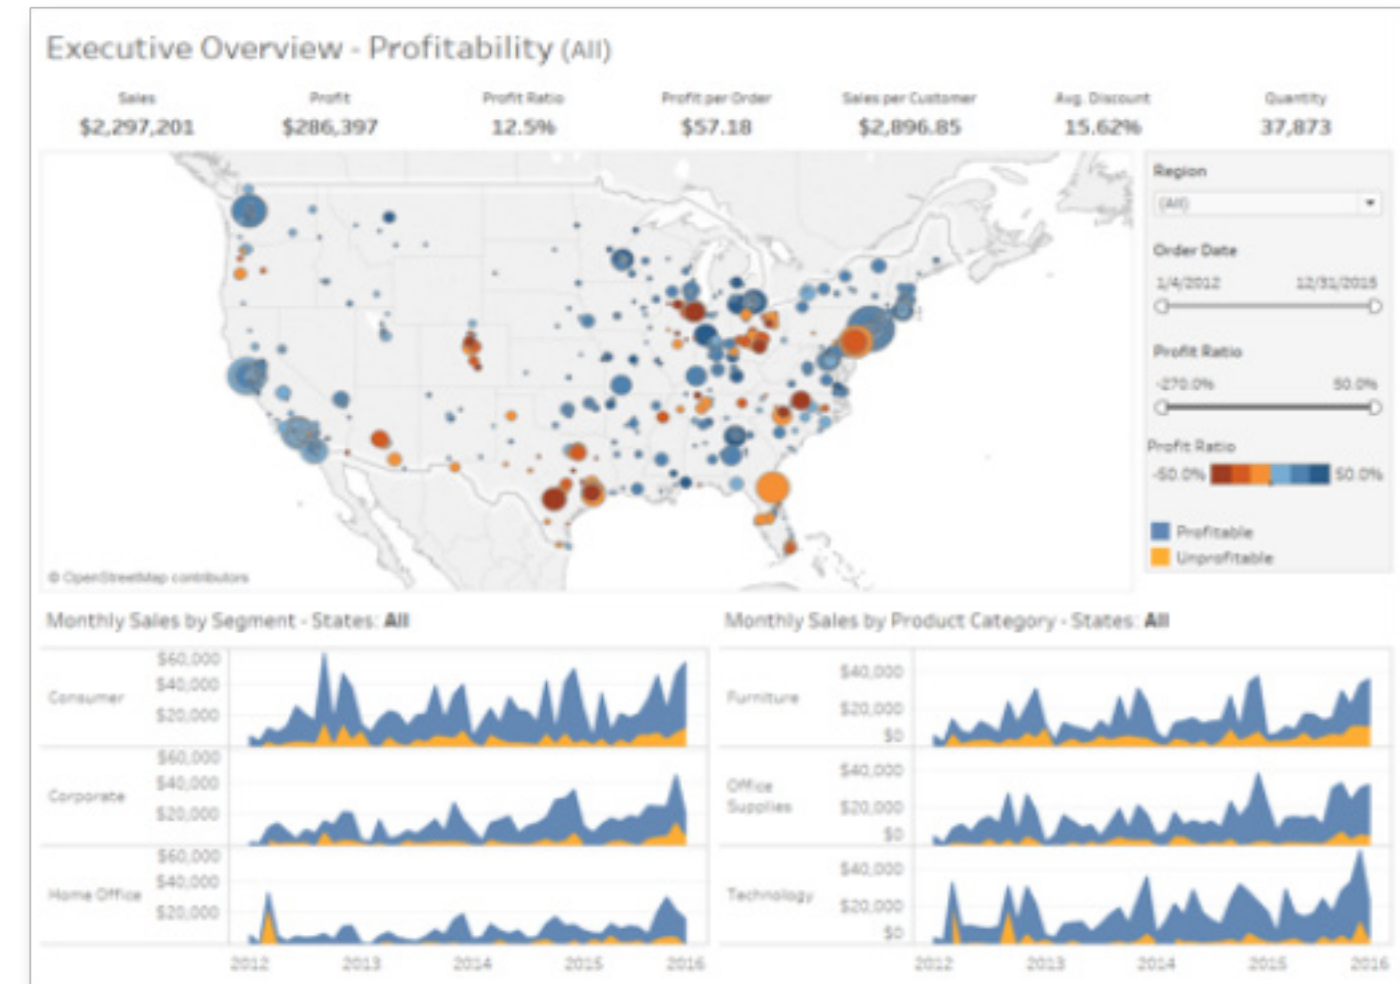 Executive Overview - Profitability (All)
Sales Profit Profit Ratio Profit per Order Sales per Customer Avg. Discount Quantity
$2,297,201 $286,397 12.5% $57.18 $2,896.85 15.62% 37,873
Region
(All)
Order Date
1/4/2012 12/31/2015
Profit Ratio
-270.0% 50.0%
Profit Ratio
-50.0% 50.0%
Profitable
Unprofitable
© OpenStreetMap contributors
Monthly Sales by Segment - States: All
Consumer
$60,000
$40,000
$20,000
Corporate
$60,000
$40,000
$20,000
Home Office
$60,000
$40,000
$20,000
2012 2013 2014 2015 2016
Monthly Sales by Product Category - States: All
Furniture
$40,000
$20,000
$0
Office
Supplies
$40,000
$20,000
$0
Technology
$40,000
$20,000
$0
2012 2013 2014 2015 2016